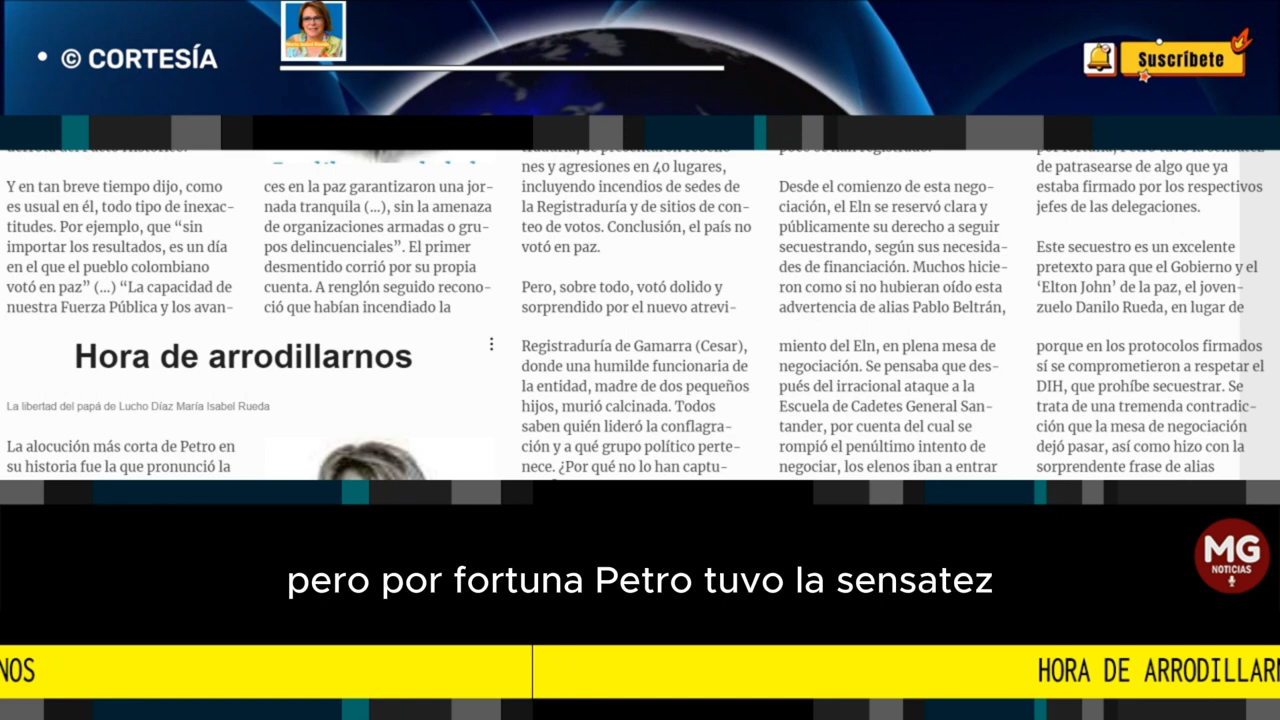 • © CORTESÍA
Suscríbete
Y en tan breve tiempo dijo, como
es usual en él, todo tipo de inexac-
titudes. Por ejemplo, que “sin
importar los resultados, es un día
en el que el pueblo colombiano
votó en paz” (...) “La capacidad de
nuestra Fuerza Pública y los avan-
ces en la paz garantizaron una jor-
nada tranquila (...), sin la amenaza
de organizaciones armadas o gru-
pos delincuenciales”. El primer
desmentido corrió por su propia
cuenta. A renglón seguido recono-
ció que habían incendiado la
nes y agresiones en 40 lugares,
incluyendo incendios de sedes de
la Registraduría y de sitios de con-
teo de votos. Conclusión, el país no
votó en paz.
Pero, sobre todo, votó dolido y
sorprendido por el nuevo atrevi-
Desde el comienzo de esta nego-
ciación, el Eln se reservó clara y
públicamente su derecho a seguir
secuestrando, según sus necesida-
des de financiación. Muchos hicie-
ron como si no hubieran oído esta
advertencia de alias Pablo Beltrán,
por fortuna, Petro tuvo la sensatez
de patrasearse de algo que ya
estaba firmado por los respectivos
jefes de las delegaciones.
Este secuestro es un excelente
pretexto para que el Gobierno y el
‘Elton John’ de la paz, el joven-
zuelo Danilo Rueda, en lugar de
Hora de arrodillarnos
La libertad del papá de Lucho Díaz María Isabel Rueda
La alocución más corta de Petro en
su historia fue la que pronunció la
Registraduría de Gamarra (Cesar),
donde una humilde funcionaria de
la entidad, madre de dos pequeños
hijos, murió calcinada. Todos
saben quién lideró la conflagra-
ción y a qué grupo político perte-
nece. ¿Por qué no lo han captu-
miento del Eln, en plena mesa de
negociación. Se pensaba que des-
pués del irracional ataque a la
Escuela de Cadetes General San-
tander, por cuenta del cual se
rompió el penúltimo intento de
negociar, los elenos iban a entrar
porque en los protocolos firmados
sí se comprometieron a respetar el
DIH, que prohíbe secuestrar. Se
trata de una tremenda contradic-
ción que la mesa de negociación
dejó pasar, así como hizo con la
sorprendente frase de alias
pero por fortuna Petro tuvo la sensatez
MG
NOTICIAS
NOS
HORA DE ARRODILLARN